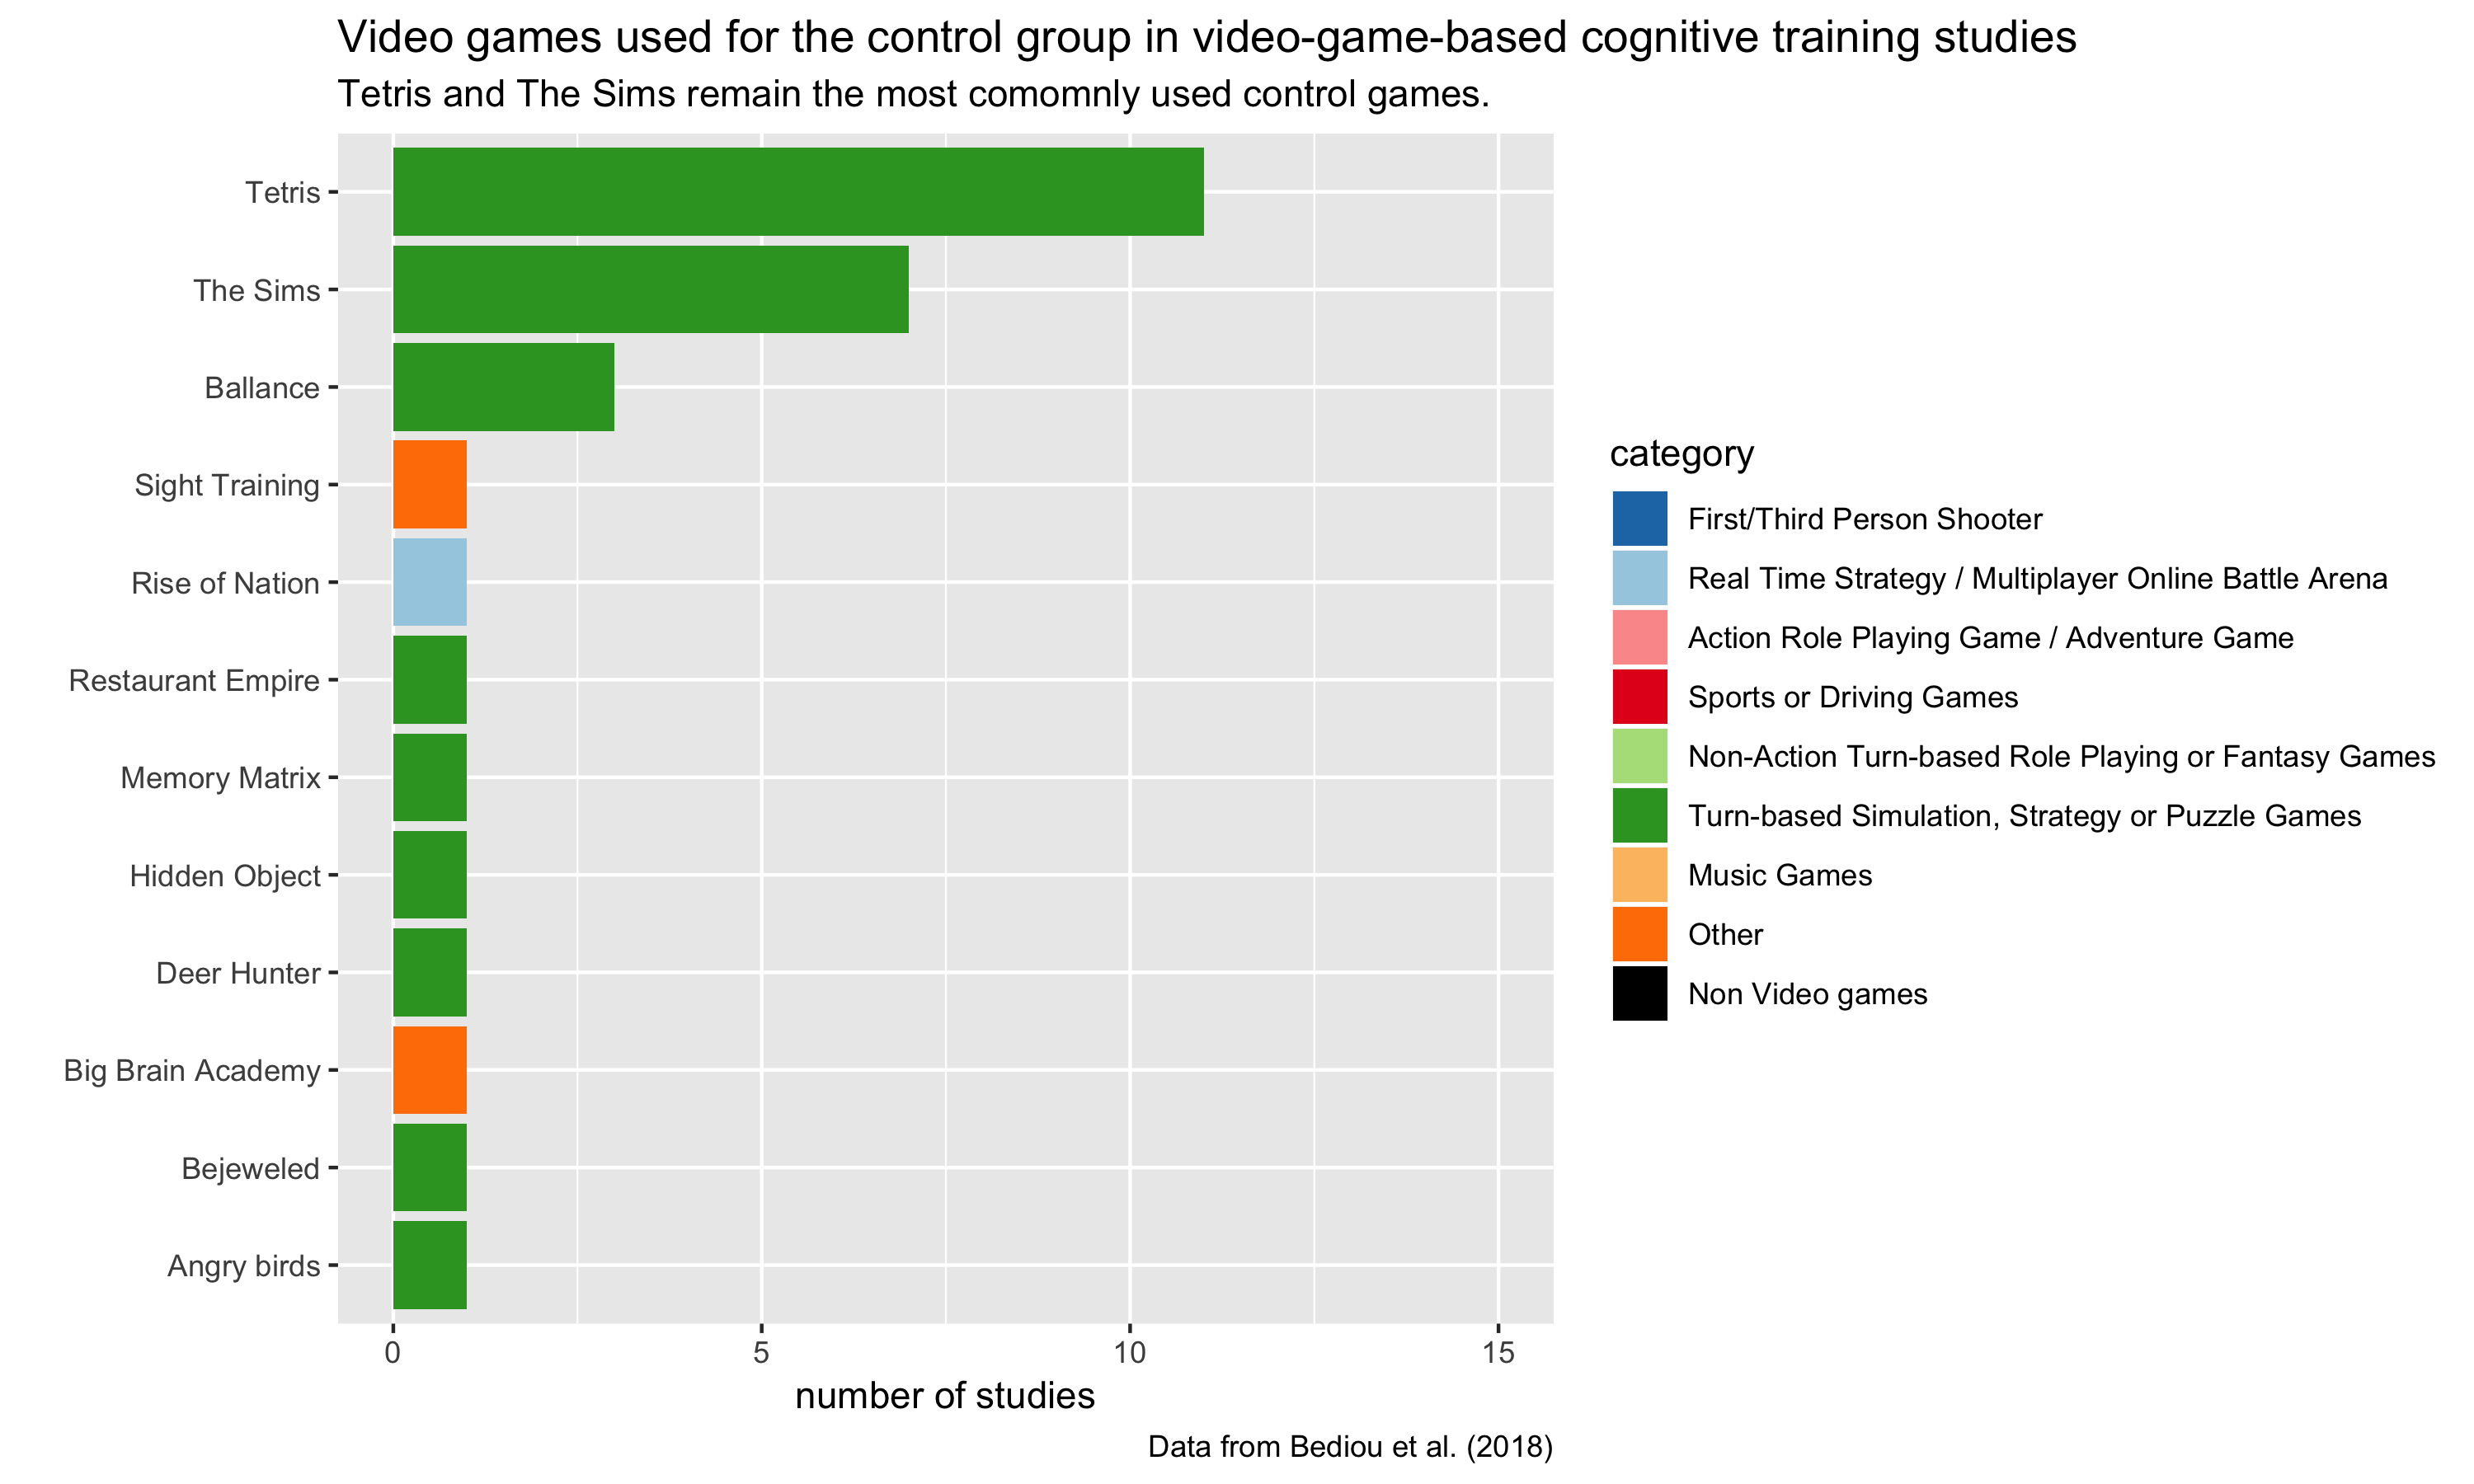 Video games used for the control group in video-game-based cognitive training studies
Tetris and The Sims remain the most comomnly used control games.
Tetris
The Sims
Ballance
Sight Training
Rise of Nation
Restaurant Empire
Memory Matrix
Hidden Object
Deer Hunter
Big Brain Academy
Bejeweled
Angry birds
0
5
10
15
number of studies
category
First/Third Person Shooter
Real Time Strategy / Multiplayer Online Battle Arena
Action Role Playing Game / Adventure Game
Sports or Driving Games
Non-Action Turn-based Role Playing or Fantasy Games
Turn-based Simulation, Strategy or Puzzle Games
Music Games
Other
Non Video games
Data from Bediou et al. (2018)